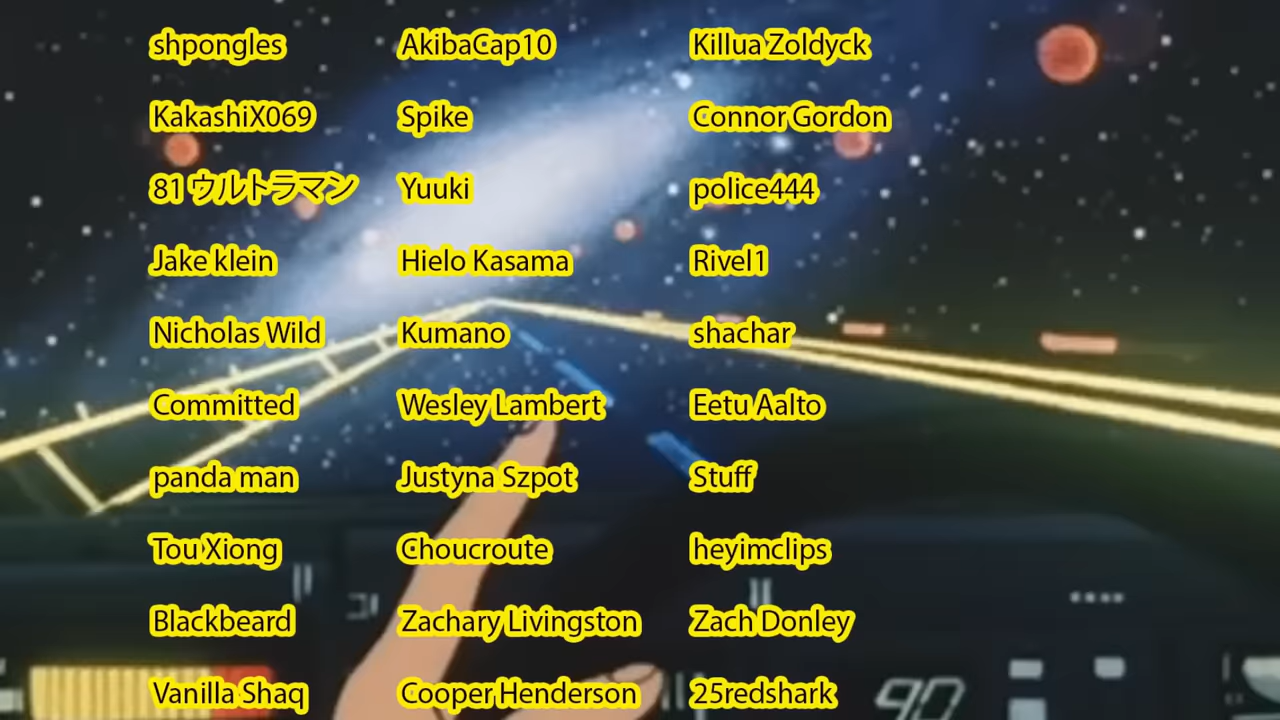 shpongles AkibaCap10 Killua Zoldyck
KakashiX069 Spike Connor Gordon
81 ウルトラマン Yuuki police444
Jake klein Hielo Kasama Rivel1
Nicholas Wild Kumano shachar
Committed Wesley Lambert Eetu Aalto
panda man Justyna Szpot Stuff
Tou Xiong Choucroute heyimclips
Blackbeard Zachary Livingston Zach Donley
Vanilla Shaq Cooper Henderson 25redshark
90